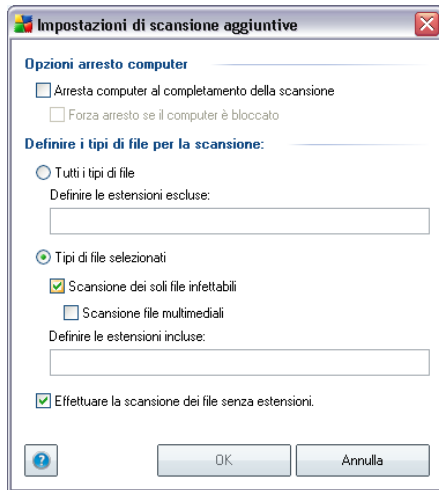 Impostazioni di scansione aggiuntive
Opzioni arresto computer
Arresta computer al completamento della scansione
Forza arresto se il computer è bloccato
Definire i tipi di file per la scansione:
Tutti i tipi di file
Definire le estensioni escluse:
Tipi di file selezionati
Scansione dei soli file infettabili
Scansione file multimediali
Definire le estensioni incluse:
Effettuare la scansione dei file senza estensioni.
?
OK
Annulla